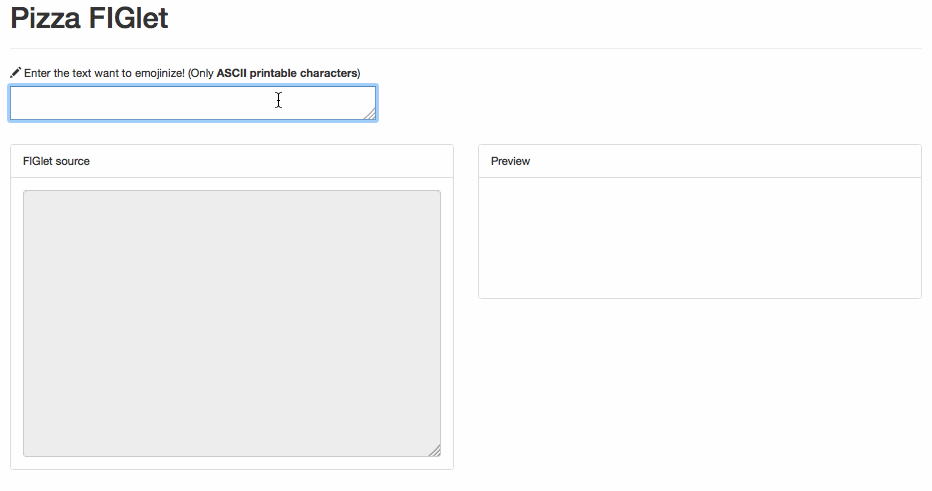 Pizza FIGlet
Enter the text want to emojinize! (Only ASCII printable characters)
FIGlet source
Preview